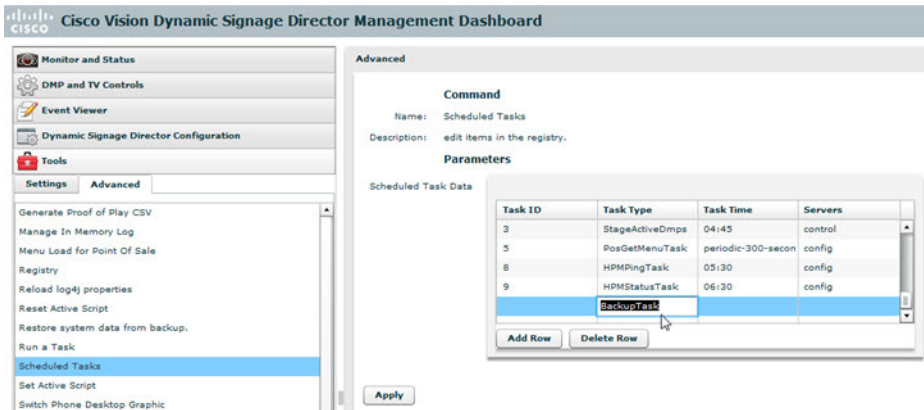 CISCO Cisco Vision Dynamic Signage Director Management Dashboard
Monitor and Status
DMP and TV Controls
Event Viewer
Dynamic Signage Director Configuration
Tools
Settings Advanced
Generate Proof of Play CSV
Manage In Memory Log
Menu Load for Point Of Sale
Registry
Reload log4j properties
Reset Active Script
Restore system data from backup.
Run a Task
Scheduled Tasks
Set Active Script
Switch Phone Desktop Graphic
Advanced
Command
Name: Scheduled Tasks
Description: edit items in the registry.
Parameters
Scheduled Task Data
Task ID Task Type Task Time Servers
3 StageActiveDmps 04:45 control
5 PosGetMenuTask periodic-300-secon config
8 HPMPingTask 05:30 config
9 HPMStatusTask 06:30 config
BackupTask
Add Row Delete Row
Apply